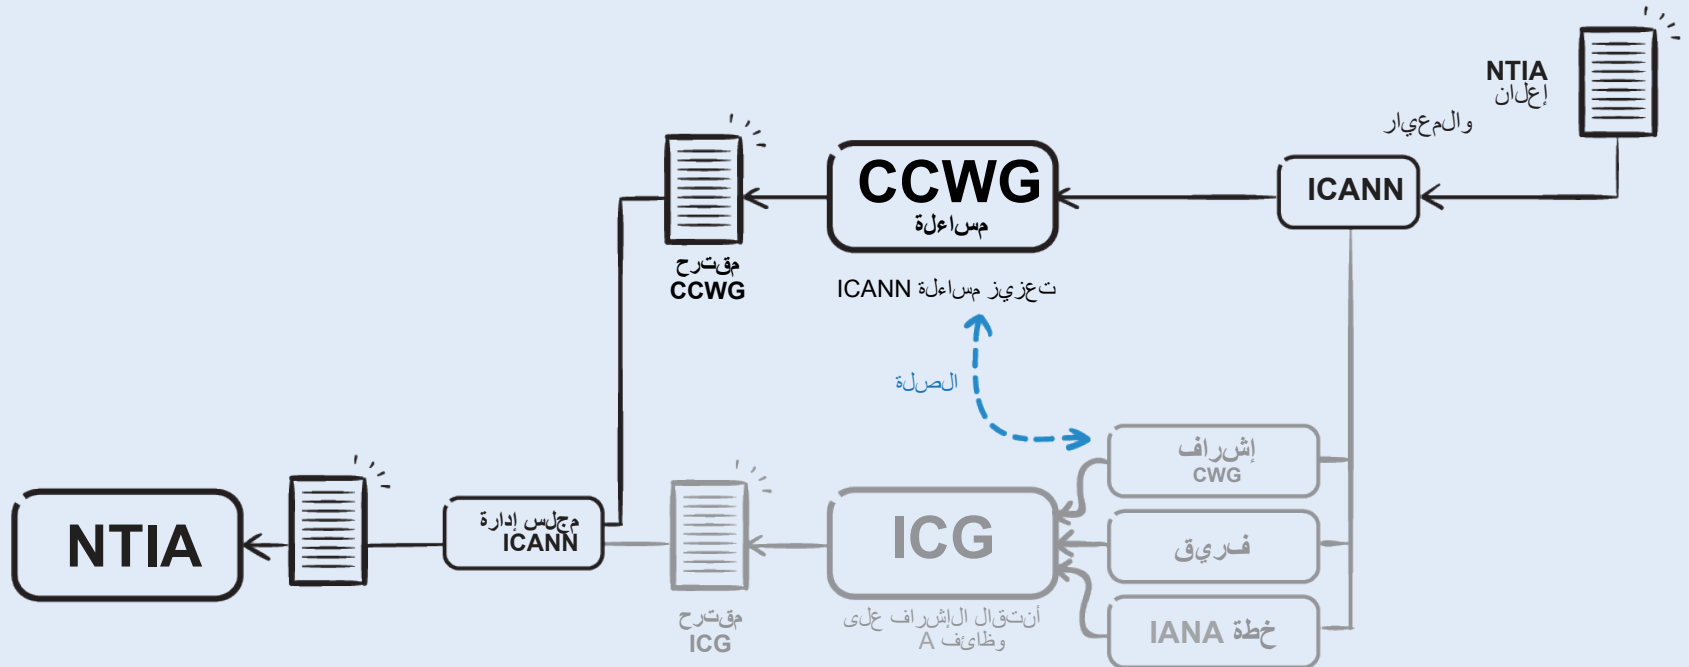 NTIA
إعلان
والمعيار
ICANN
CCWG
مساءلة
تعزيز مساءلة ICANN
مقترح
CCWG
الصلة
إشراف
CWG
فريق
خطة IANA
ICG
أنتقال الإشراف على
وظائف A
مقترح
ICG
مجلس إدارة
ICANN
NTIA